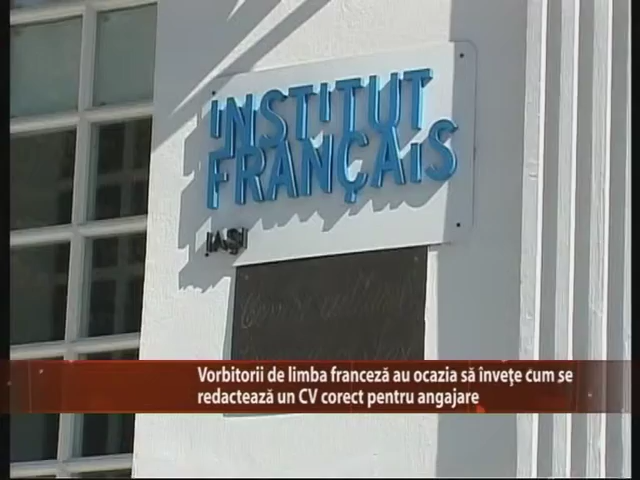 INSTITUT
FRANÇAIS
IAŞI
Vorbitorii de limba franceză au ocazia să înveţe cum se
redactează un CV corect pentru angajare